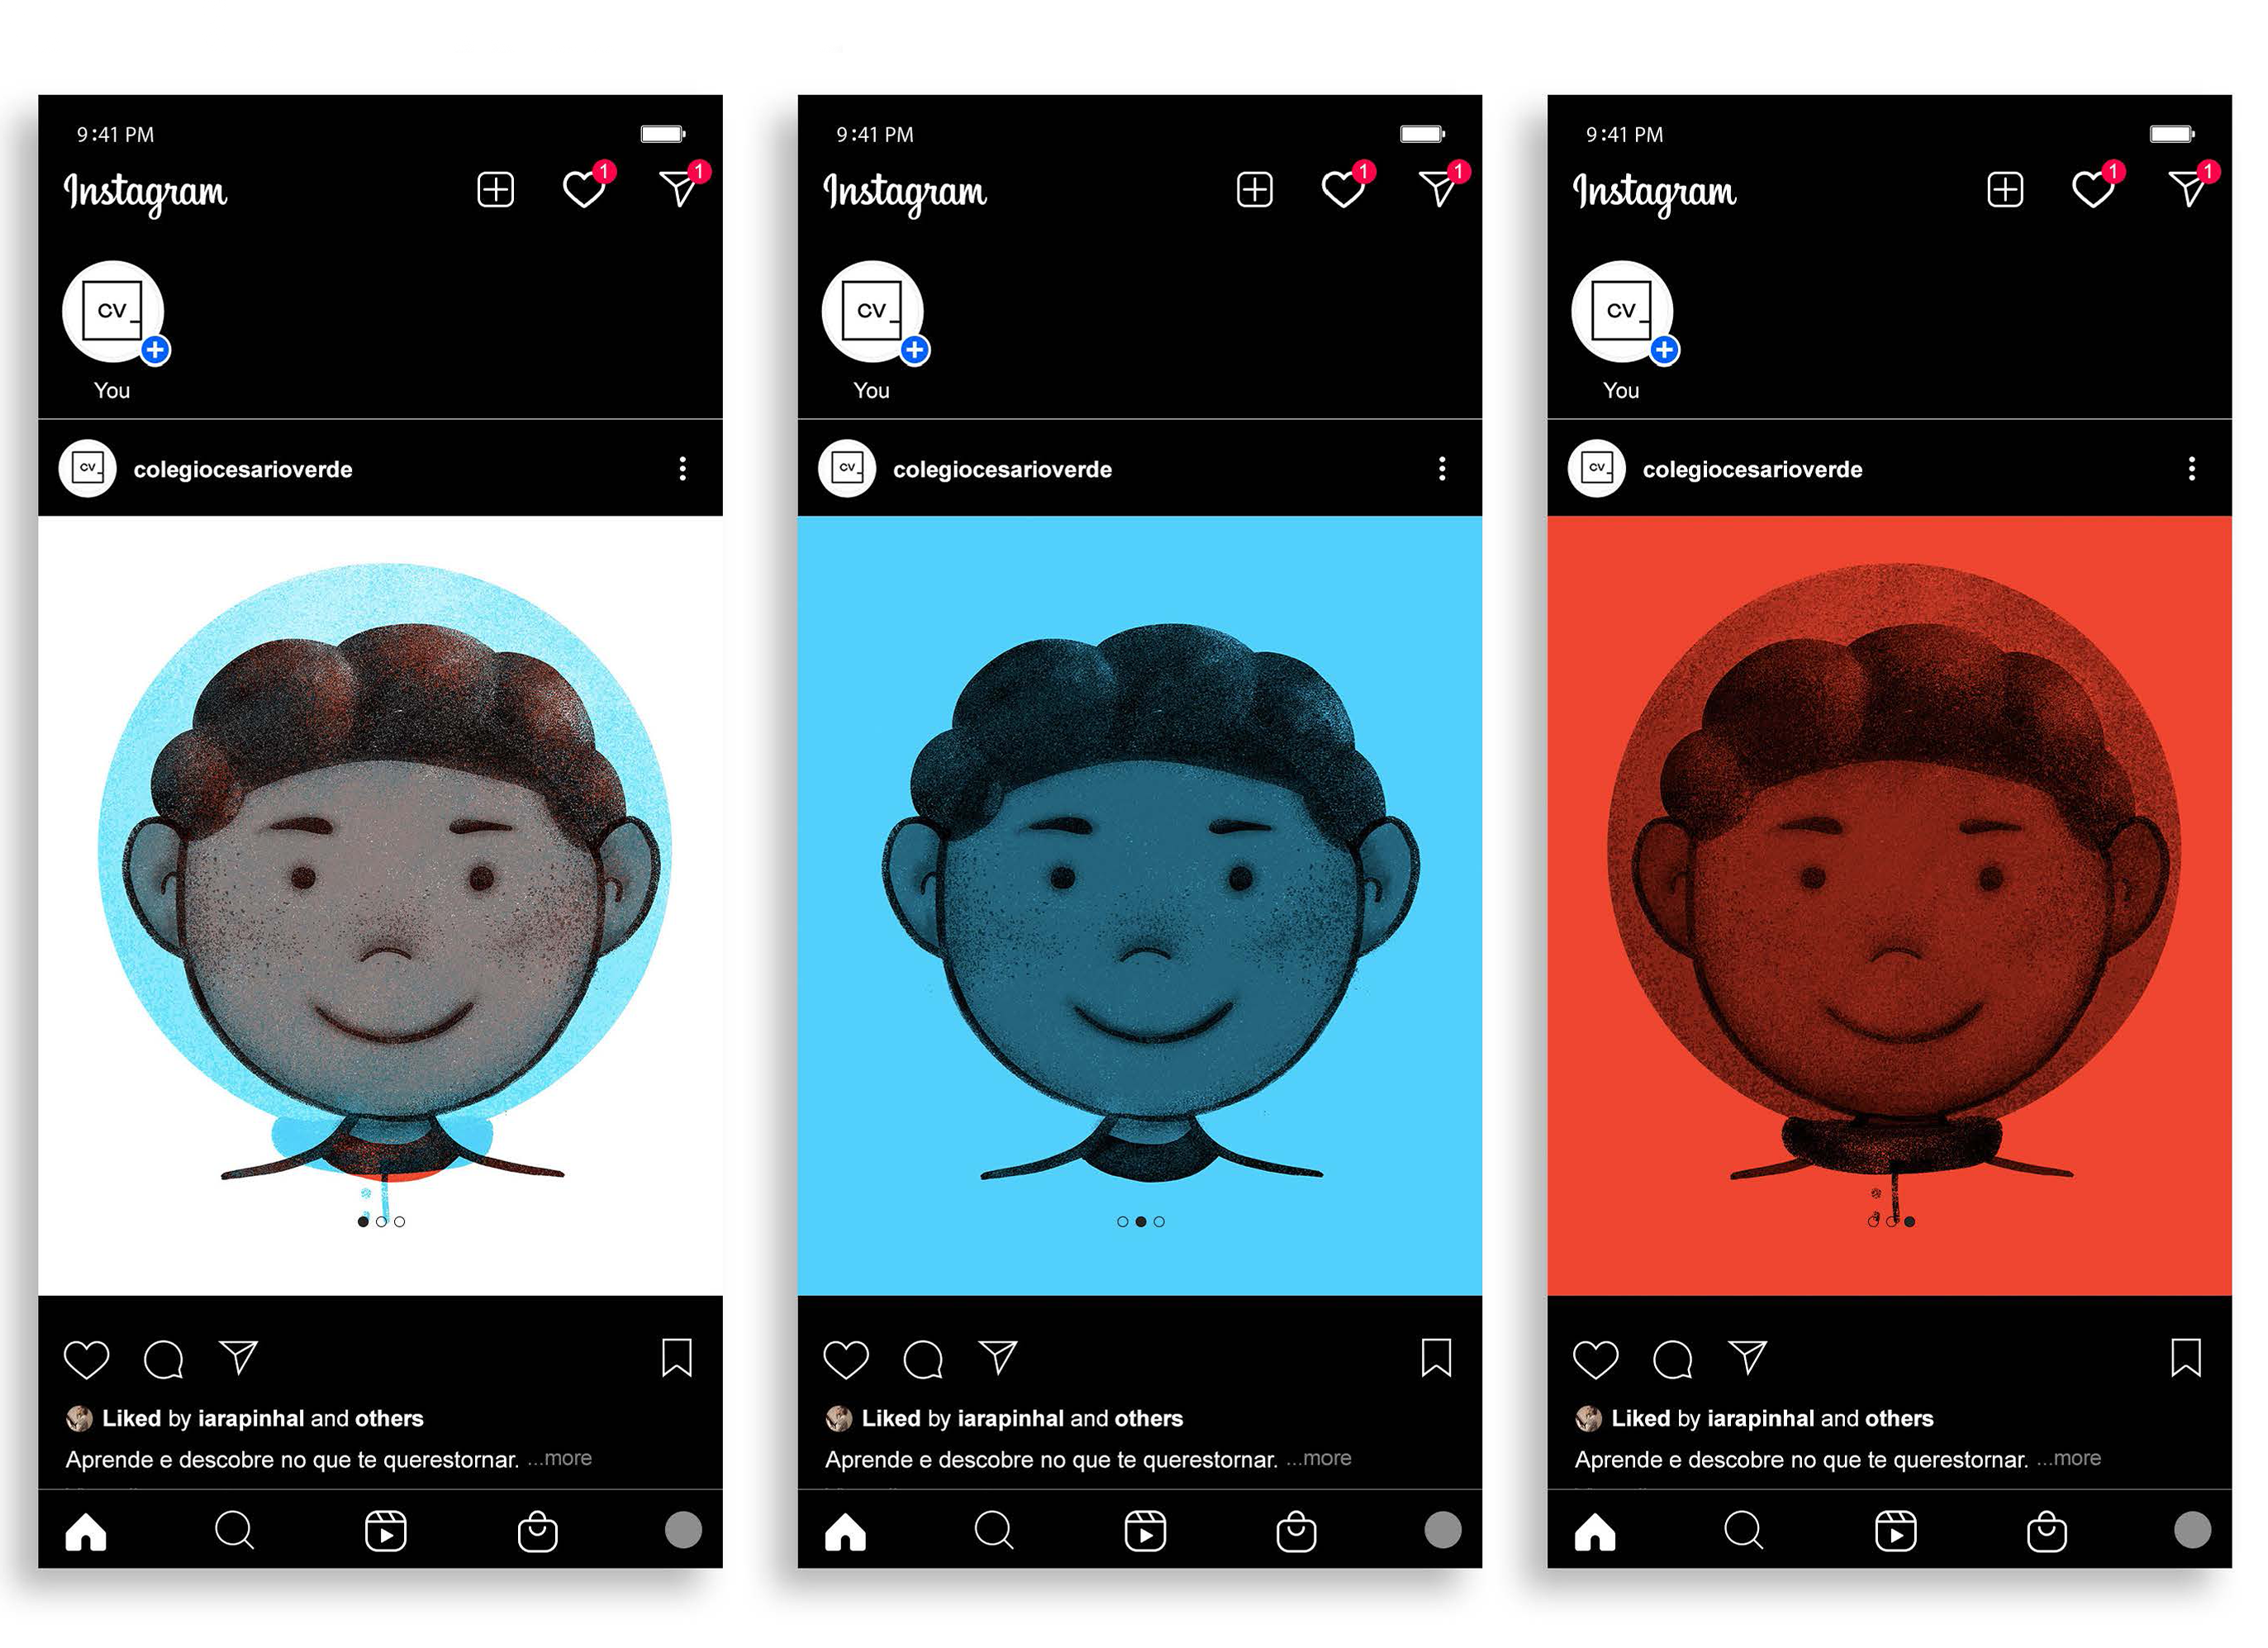 9:41 PM
Instagram
1
1
CV
You
CV
colegiocesarioverde
Liked by iarapinhal and others
Aprende e descobre no que te querestornar. ...more
9:41 PM
Instagram
1
1
CV
You
CV
colegiocesarioverde
Liked by iarapinhal and others
Aprende e descobre no que te querestornar. ...more
9:41 PM
Instagram
1
1
CV
You
CV
colegiocesarioverde
Liked by iarapinhal and others
Aprende e descobre no que te querestornar. ...more